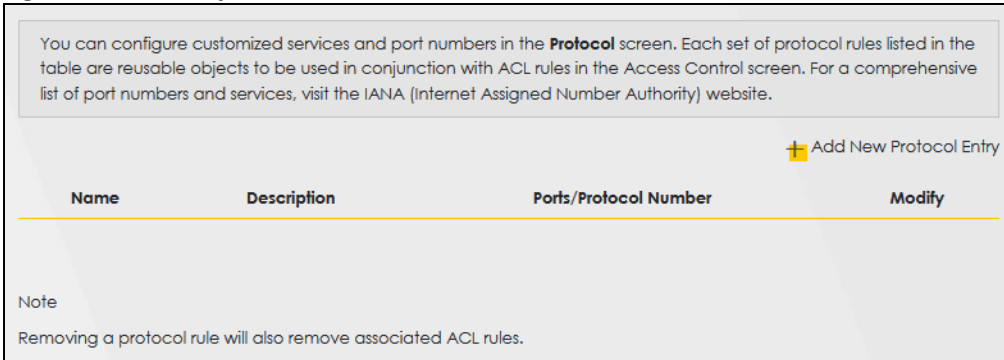 You can configure customized services and port numbers in the Protocol screen. Each set of protocol rules listed in the
table are reusable objects to be used in conjunction with ACL rules in the Access Control screen. For a comprehensive
list of port numbers and services, visit the IANA (Internet Assigned Number Authority) website.
+ Add New Protocol Entry
Name Description Ports/Protocol Number Modify
Note
Removing a protocol rule will also remove associated ACL rules.